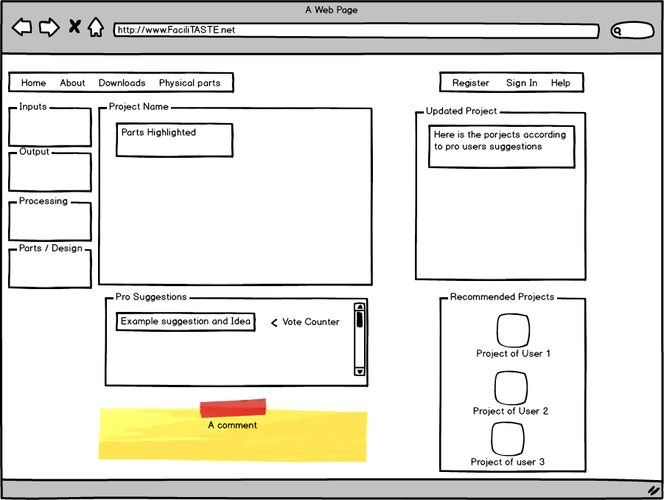 A Web Page
http://www.FaciliTASTE.net
Home About Downloads Physical parts
Register Sign In Help
Inputs
Output
Processing
Parts / Design
Project Name
Parts Highlighted
Updated Project
Here is the porjects according
to pro users suggestions
Pro Suggestions
Example suggestion and Idea
< Vote Counter
A comment
Recommended Projects
Project of User 1
Project of User 2
Project of user 3